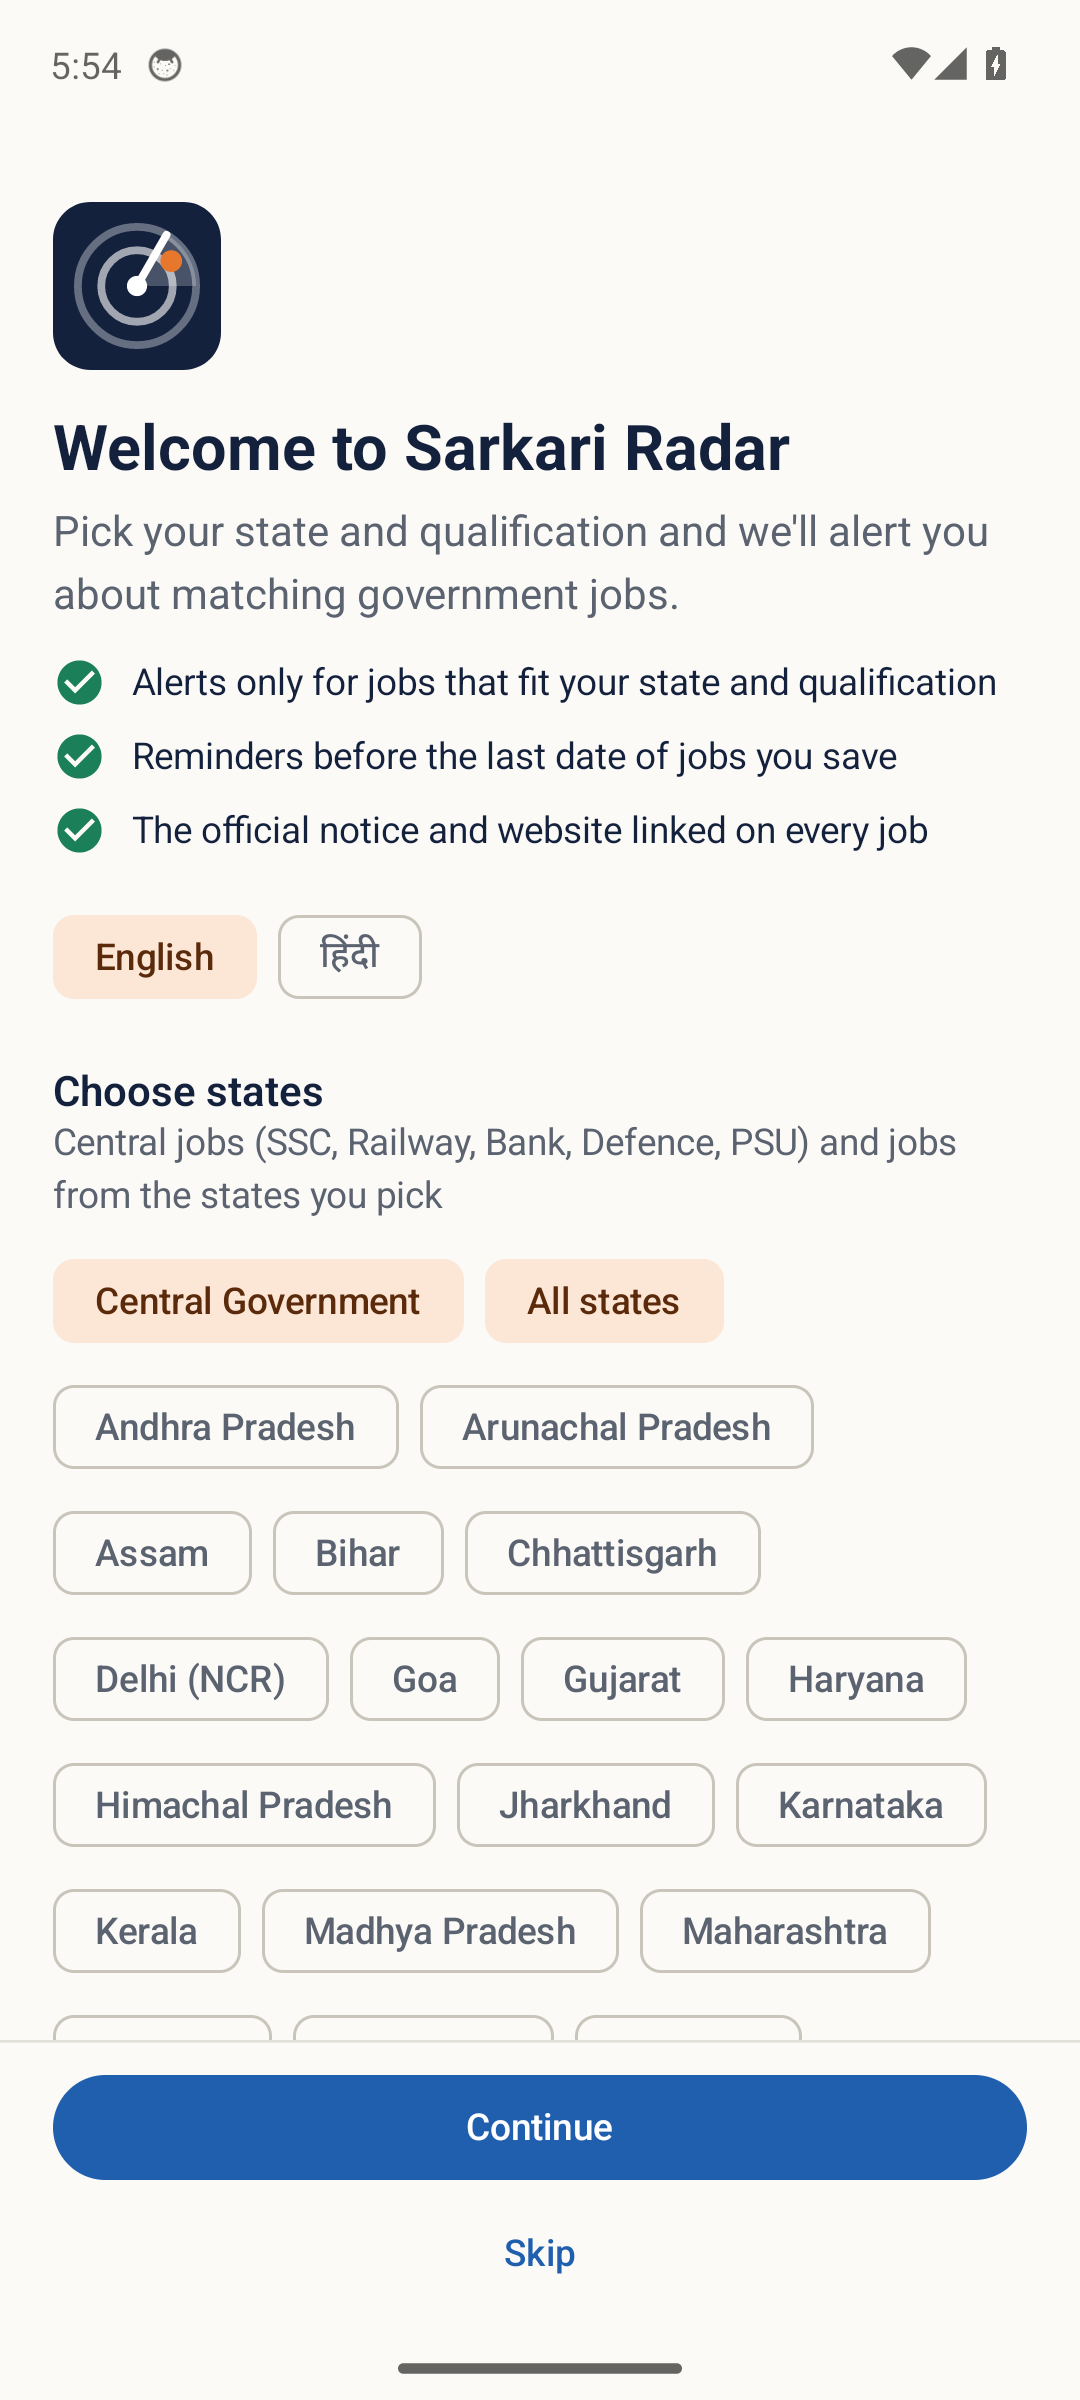 5:54
Welcome to Sarkari Radar
Pick your state and qualification and we'll alert you
about matching government jobs.
Alerts only for jobs that fit your state and qualification
Reminders before the last date of jobs you save
The official notice and website linked on every job
English
हिंदी
Choose states
Central jobs (SSC, Railway, Bank, Defence, PSU) and jobs
from the states you pick
Central Government
All states
Andhra Pradesh
Arunachal Pradesh
Assam
Bihar
Chhattisgarh
Delhi (NCR)
Goa
Gujarat
Haryana
Himachal Pradesh
Jharkhand
Karnataka
Kerala
Madhya Pradesh
Maharashtra
Continue
Skip